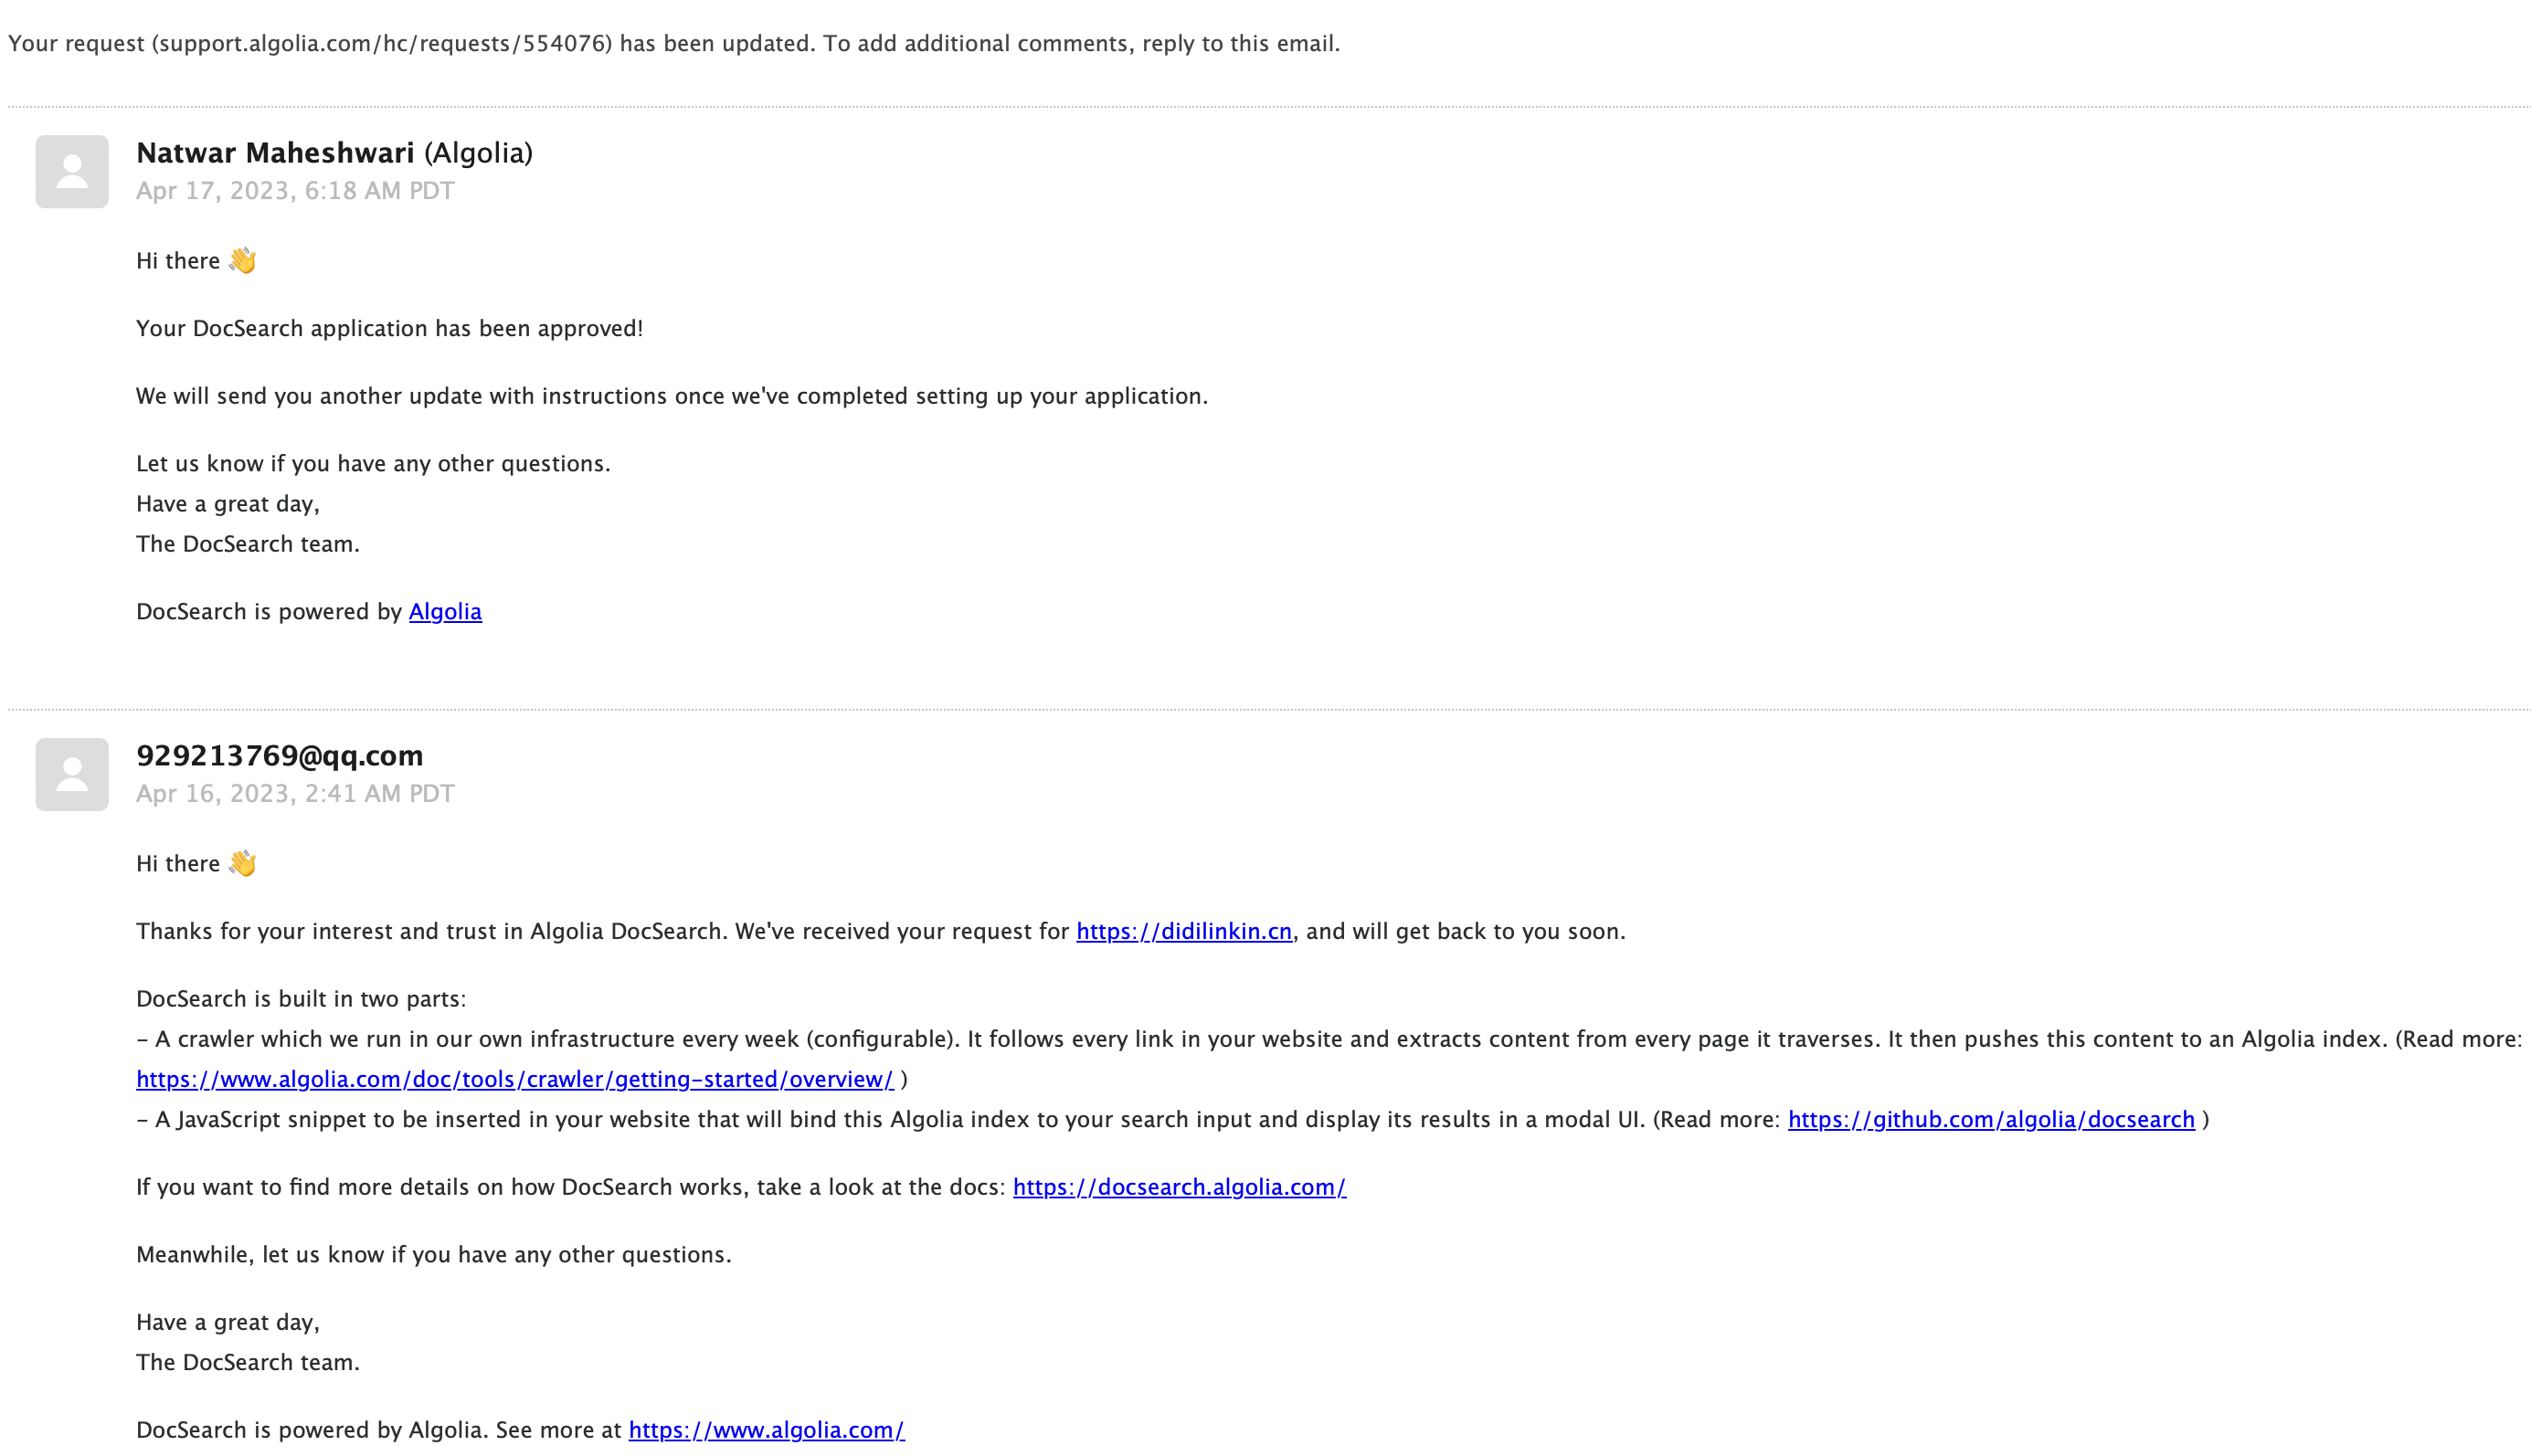 Your request (support.algolia.com/hc/requests/554076) has been updated. To add additional comments, reply to this email.
Natwar Maheshwari (Algolia)
Apr 17, 2023, 6:18 AM PDT
Hi there 👋
Your DocSearch application has been approved!
We will send you another update with instructions once we've completed setting up your application.
Let us know if you have any other questions.
Have a great day,
The DocSearch team.
DocSearch is powered by Algolia
929213769@qq.com
Apr 16, 2023, 2:41 AM PDT
Hi there 👋
Thanks for your interest and trust in Algolia DocSearch. We've received your request for https://didilinkin.cn, and will get back to you soon.
DocSearch is built in two parts:
- A crawler which we run in our own infrastructure every week (configurable). It follows every link in your website and extracts content from every page it traverses. It then pushes this content to an Algolia index. (Read more:
https://www.algolia.com/doc/tools/crawler/getting-started/overview/ )
- A JavaScript snippet to be inserted in your website that will bind this Algolia index to your search input and display its results in a modal UI. (Read more: https://github.com/algolia/docsearch )
If you want to find more details on how DocSearch works, take a look at the docs: https://docsearch.algolia.com/
Meanwhile, let us know if you have any other questions.
Have a great day,
The DocSearch team.
DocSearch is powered by Algolia. See more at https://www.algolia.com/